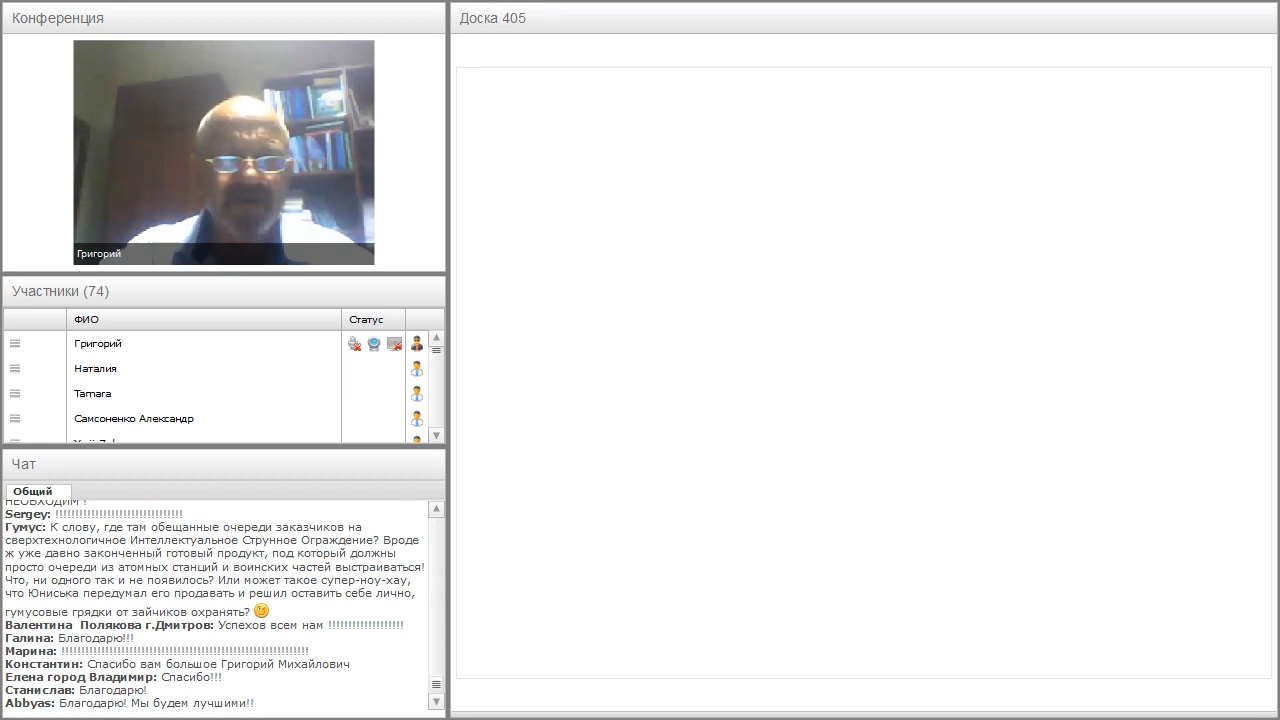 Конференция
Григорий
Участники (74)
ФИО
Статус
Григорий
Наталия
Tamara
Самсоненко Александр
Чат
Общий
НЕОБХОДИМ !
Sergey: !!!!!!!!!!!!!!!!!!!!!!!!!!!!!!!!
Гумус: К слову, где там обещанные очереди заказчиков на
сверхтехнологичное Интеллектуальное Струнное Ограждение? Вроде
ж уже давно законченный готовый продукт, под который должны
просто очереди из атомных станций и воинских частей выстраиваться!
Что, ни одного так и не появилось? Или может такое супер-ноу-хау,
что Юниська передумал его продавать и решил оставить себе лично,
гумусовые грядки от зайчиков охранять?
Валентина Полякова г.Дмитров: Успехов всем нам !!!!!!!!!!!!!!!!!!!
Галина: Благодарю!!!
Марина: !!!!!!!!!!!!!!!!!!!!!!!!!!!!!!!!!!!!!!!!!!!!!!!!!!!!!!!!!!!!!!
Константин: Спасибо вам большое Григорий Михайлович
Елена город Владимир: Спасибо!!!
Станислав: Благодарю!
Abbyas: Благодарю! Мы будем лучшими!!
Доска 405